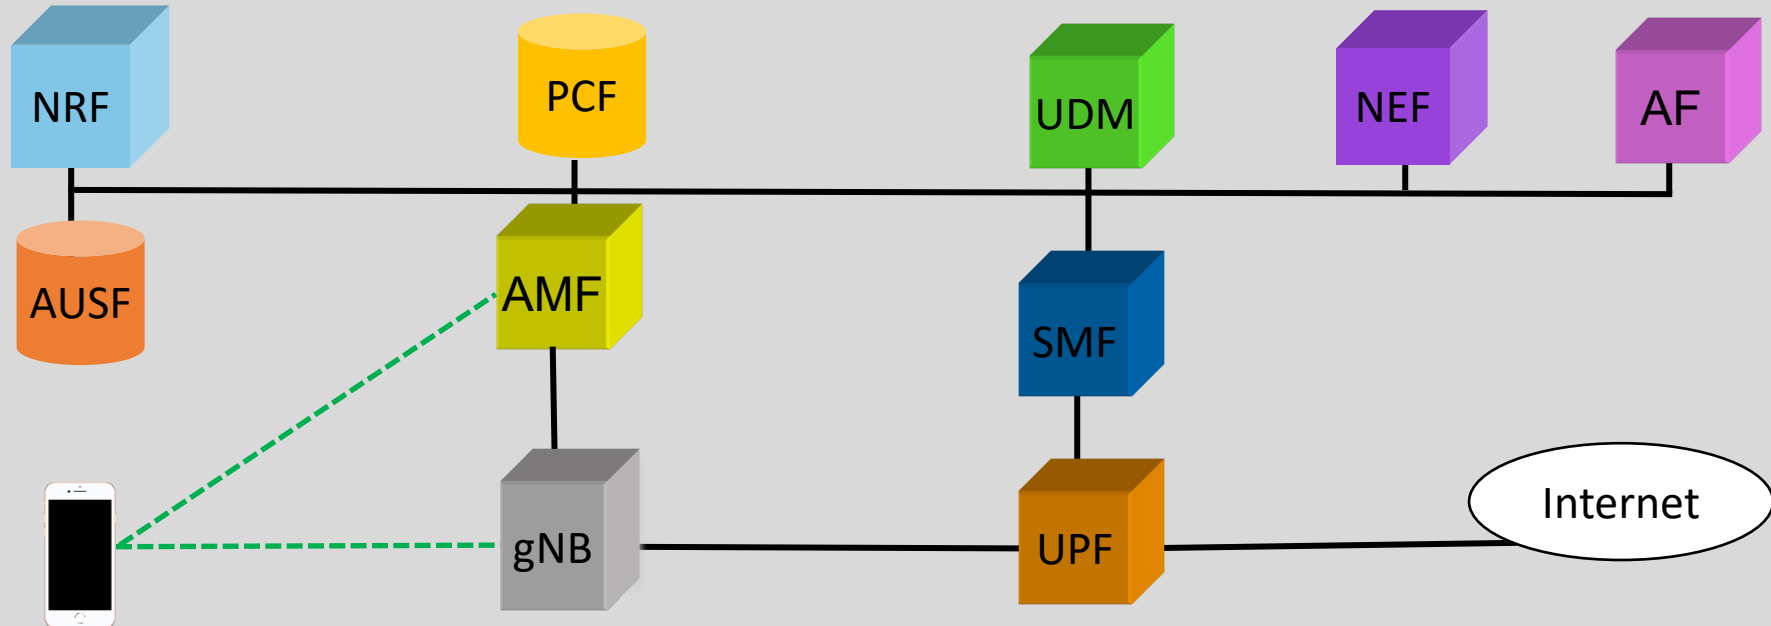 NRF
PCF
UDM
NEF
AF
AUSF
AMF
SMF
gNB
UPF
Internet